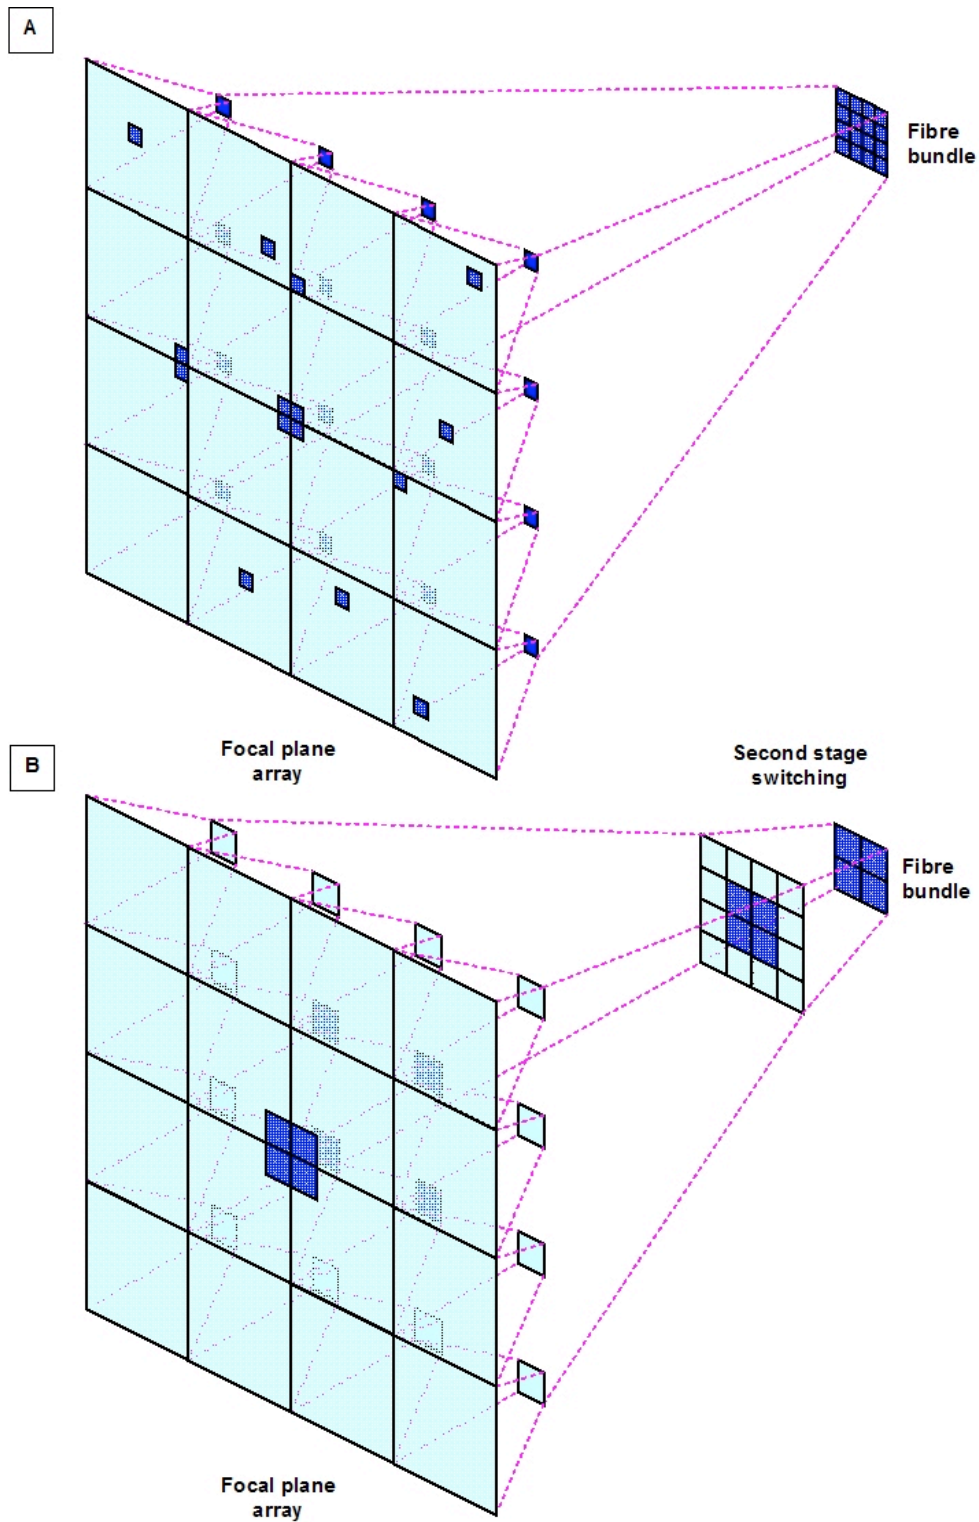 A
Fibre
bundle
Focal plane
array
Second stage
switching
B
Fibre
bundle
Focal plane
array